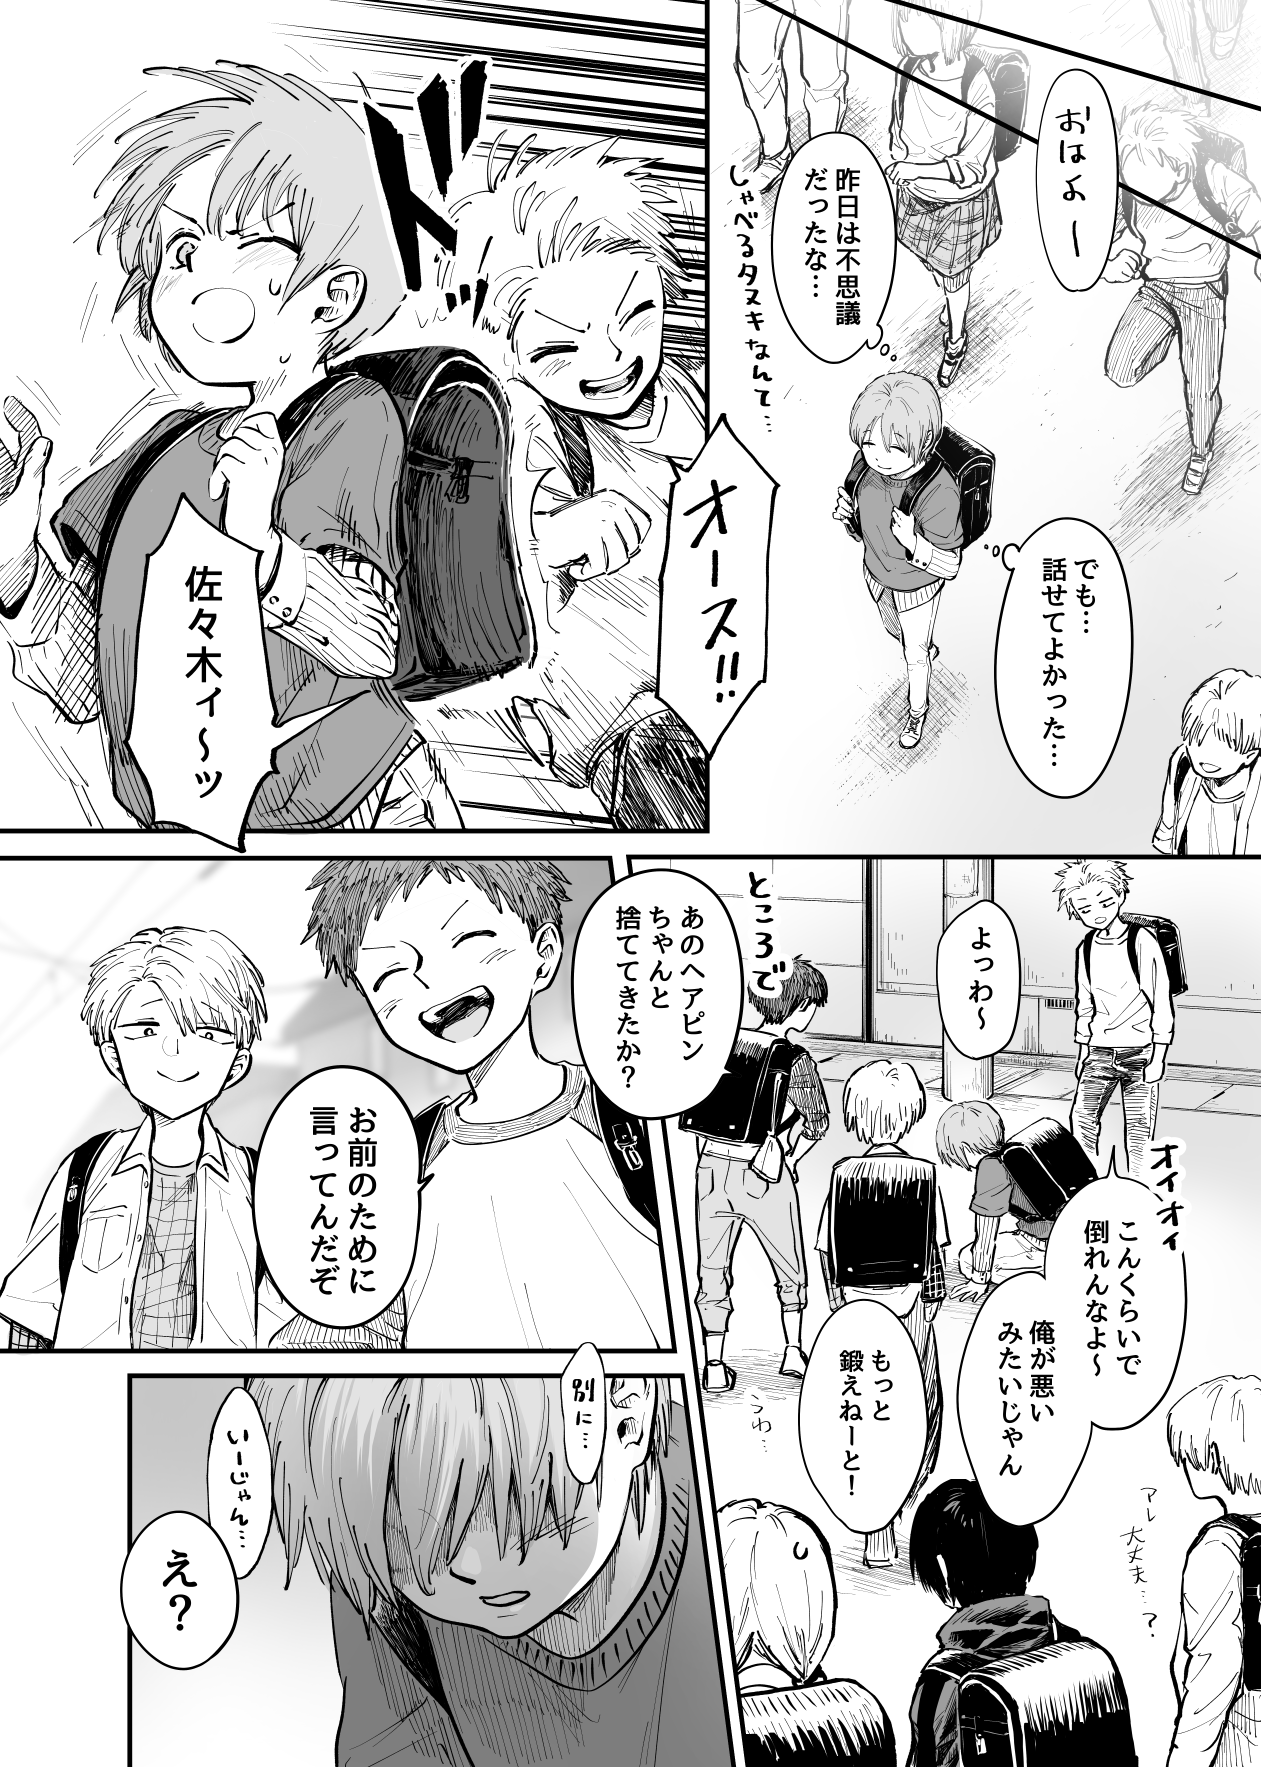 おはよ〜
昨日は不思議
だったな…
しゃべるタヌキなんて…
でも…
話せてよかった…
ドンッ
オース!!
佐々木ィ〜ッ
よわ〜
オイオイ
こんくらいで
倒れんなよ〜
俺が悪い
みたいじゃん
もっと
鍛えねーと!
うわ…
アレ大丈夫…?
ところで
あのヘアピン
ちゃんと
捨ててきたか?
お前のために
言ってんだぞ
別に…
いーじゃん…
え?